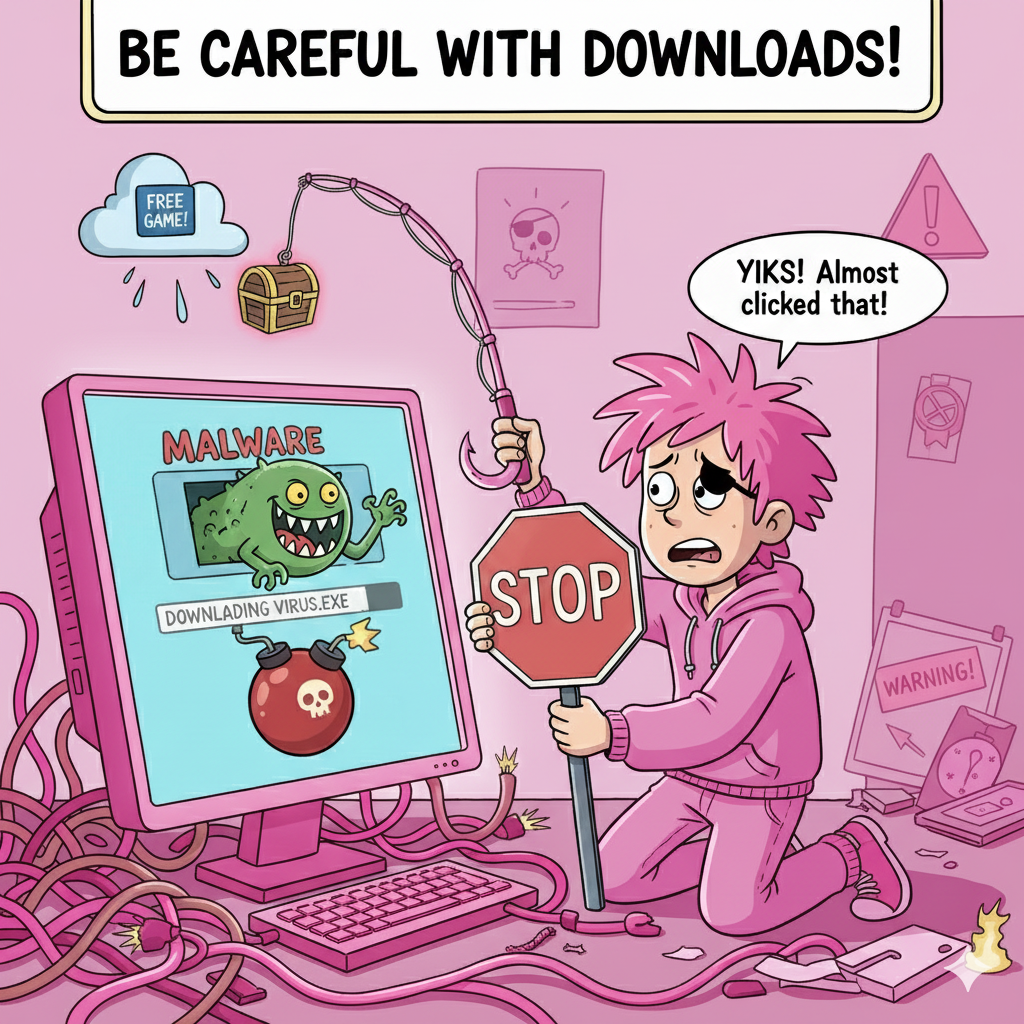 BE CAREFUL WITH DOWNLOADS!
FREE
GAME!
YIKS! Almost
clicked that!
MALWARE
STOP
DOWNLADING VIRUS.EXE
WARNING!